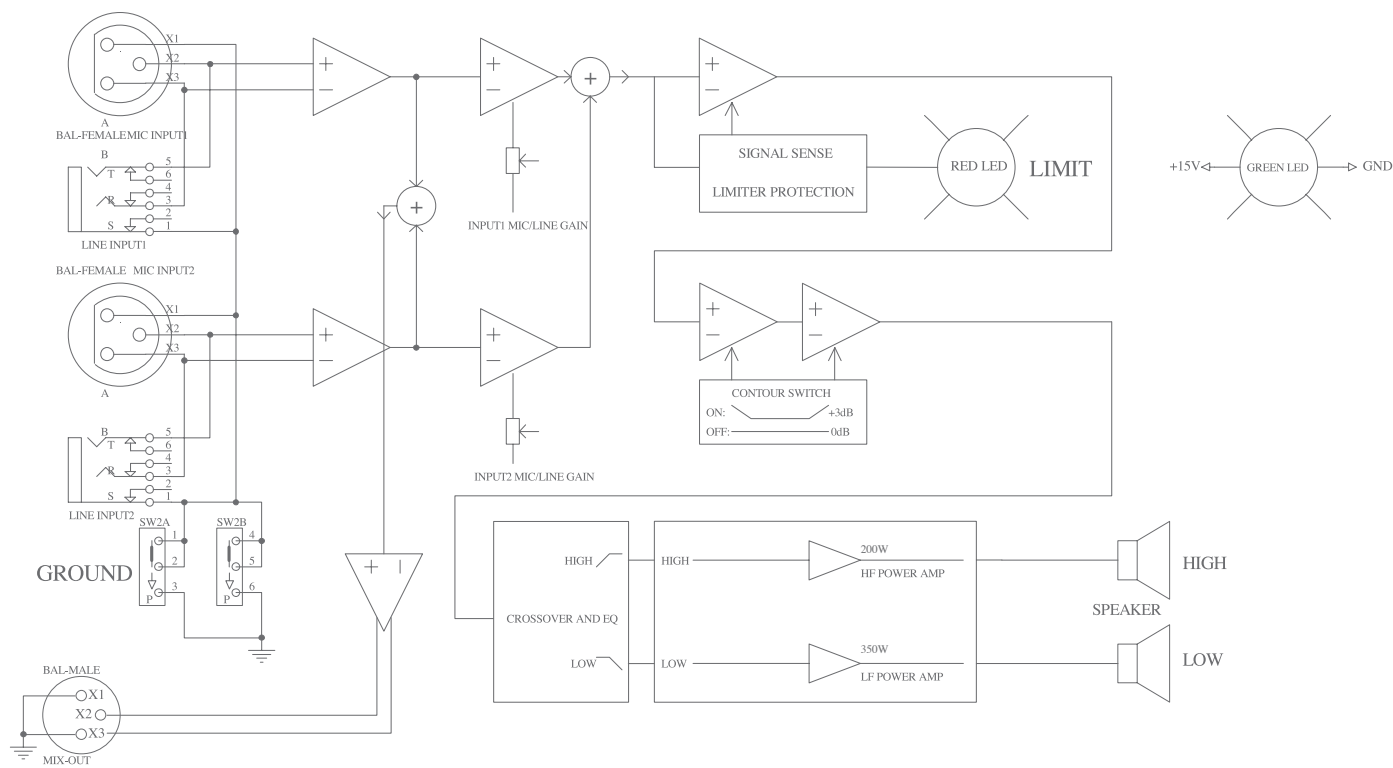 X1
X2
X3
A
BAL-FEMALE MIC INPUT1
B
T
R
S
5
6
4
3
2
1
LINE INPUT1
+
−
+
−
+
INPUT1 MIC/LINE GAIN
+
+
−
SIGNAL SENSE
LIMITER PROTECTION
RED LED
LIMIT
+15V
GREEN LED
GND
BAL-FEMALE MIC INPUT2
X1
X2
X3
A
B
T
R
S
5
6
4
3
2
1
LINE INPUT2
+
−
+
−
INPUT2 MIC/LINE GAIN
+
−
+
−
CONTOUR SWITCH
ON:
+3dB
OFF:
0dB
GROUND
SW2A
1
2
3
P
SW2B
4
5
6
P
+
−
CROSSOVER AND EQ
HIGH
LOW
HIGH
200W
HF POWER AMP
LOW
350W
LF POWER AMP
HIGH
SPEAKER
LOW
BAL-MALE
X1
X2
X3
MIX-OUT